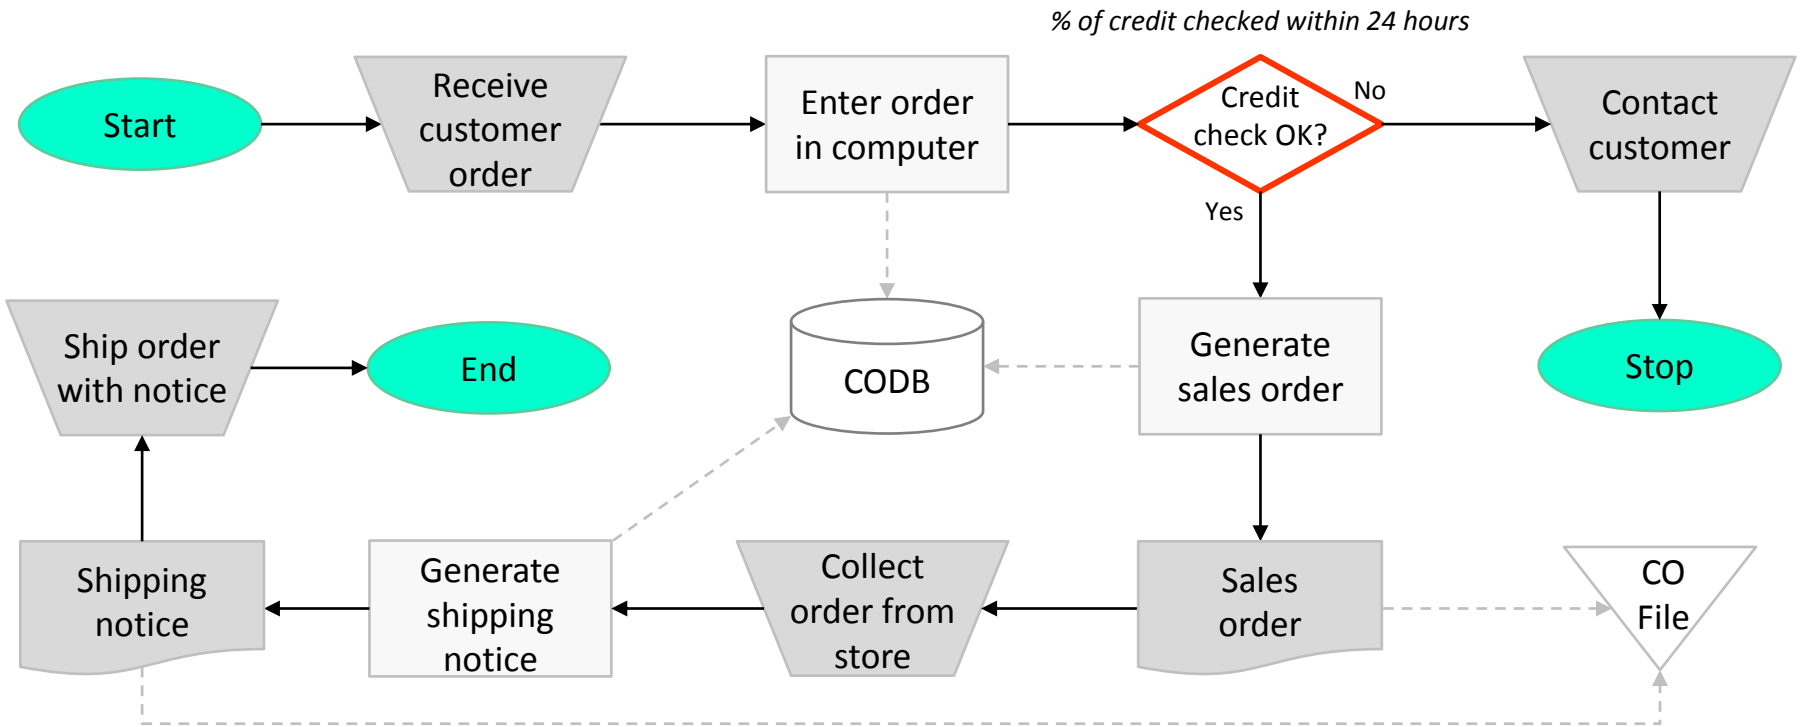 % of credit checked within 24 hours
Start
Receive
customer
order
Enter order
in computer
Credit
check OK?
No
Contact
customer
Yes
Ship order
with notice
End
CODB
Generate
sales order
Stop
Shipping
notice
Generate
shipping
notice
Collect
order from
store
Sales
order
CO
File